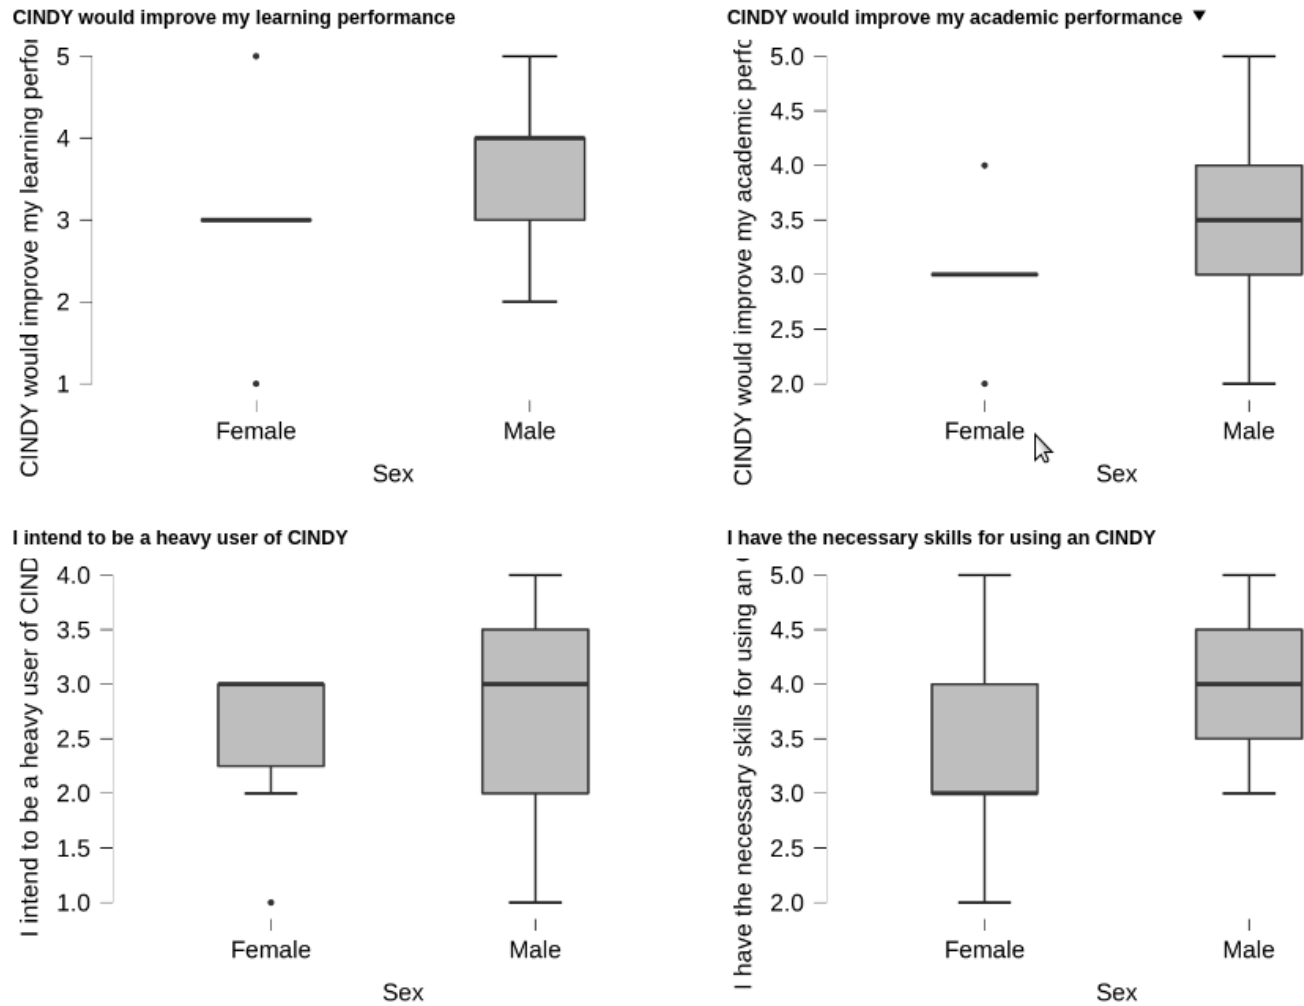 CINDY would improve my learning performance
CINDY would improve my learning perfo
5
4
3
2
1
Female
Male
Sex
CINDY would improve my academic performance ▼
CINDY would improve my academic perfc
5.0
4.5
4.0
3.5
3.0
2.5
2.0
Female
Male
Sex
I intend to be a heavy user of CINDY
I intend to be a heavy user of CIND
4.0
3.5
3.0
2.5
2.0
1.5
1.0
Female
Male
Sex
I have the necessary skills for using an CINDY
I have the necessary skills for using an
5.0
4.5
4.0
3.5
3.0
2.5
2.0
Female
Male
Sex